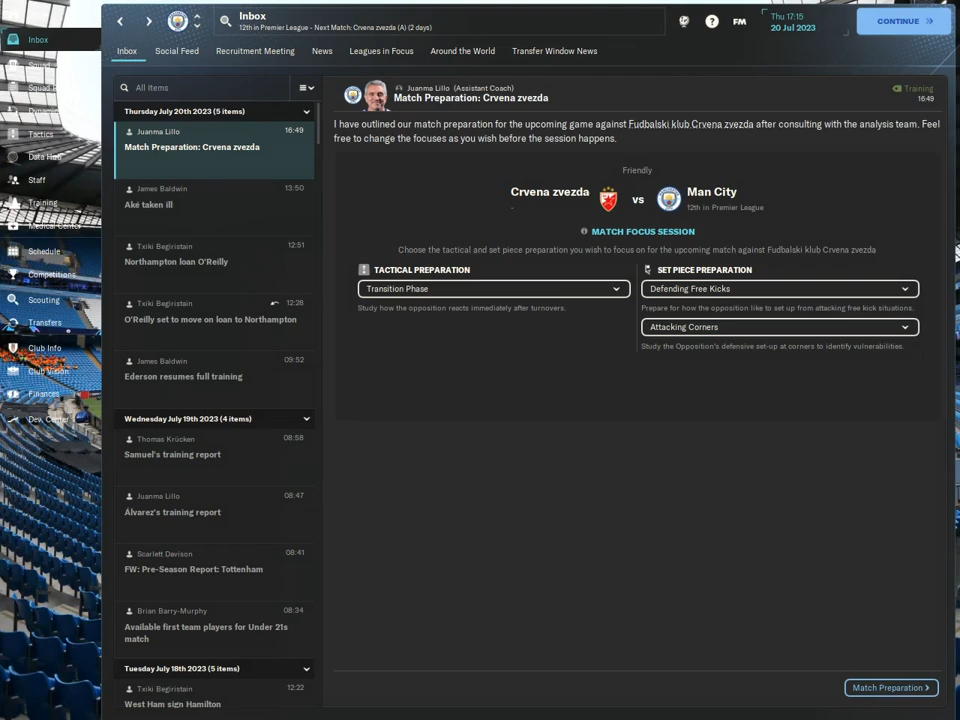 Inbox
12th in Premier League - Next Match: Crvena zvezda (A) (2 days)
FM
Thu 17:15
20 Jul 2023
CONTINUE
Inbox
Social Feed
Recruitment Meeting
News
Leagues in Focus
Around the World
Transfer Window News
Inbox
Squad
Tactics
Data Hub
Staff
Training
Medical Center
Schedule
Competitions
Scouting
Transfers
Club Info
Club Vision
Finances
Dev. Center
All Items
Thursday July 20th 2023 (5 items)
Juanma Lillo 16:49
Match Preparation: Crvena zvezda
James Baldwin 13:50
Aké taken ill
Txiki Begiristain 12:51
Northampton loan O'Reilly
Txiki Begiristain 12:28
O'Reilly set to move on loan to Northampton
James Baldwin 09:52
Ederson resumes full training
Wednesday July 19th 2023 (4 items)
Thomas Krücken 08:58
Samuel's training report
Juanma Lillo 08:47
Álvarez's training report
Scarlett Davison 08:41
FW: Pre-Season Report: Tottenham
Brian Barry-Murphy 08:34
Available first team players for Under 21s
match
Tuesday July 18th 2023 (5 items)
Txiki Begiristain 12:22
West Ham sign Hamilton
Juanma Lillo (Assistant Coach)
Match Preparation: Crvena zvezda
Training
16:49
I have outlined our match preparation for the upcoming game against Fudbalski klub Crvena zvezda after consulting with the analysis team. Feel
free to change the focuses as you wish before the session happens.
Friendly
Crvena zvezda vs Man City
- 12th in Premier League
MATCH FOCUS SESSION
Choose the tactical and set piece preparation you wish to focus on for the upcoming match against Fudbalski klub Crvena zvezda
TACTICAL PREPARATION
Transition Phase
Study how the opposition reacts immediately after turnovers.
SET PIECE PREPARATION
Defending Free Kicks
Prepare for how the opposition like to set up from attacking free kick situations.
Attacking Corners
Study the Opposition's defensive set-up at corners to identify vulnerabilities.
Match Preparation >